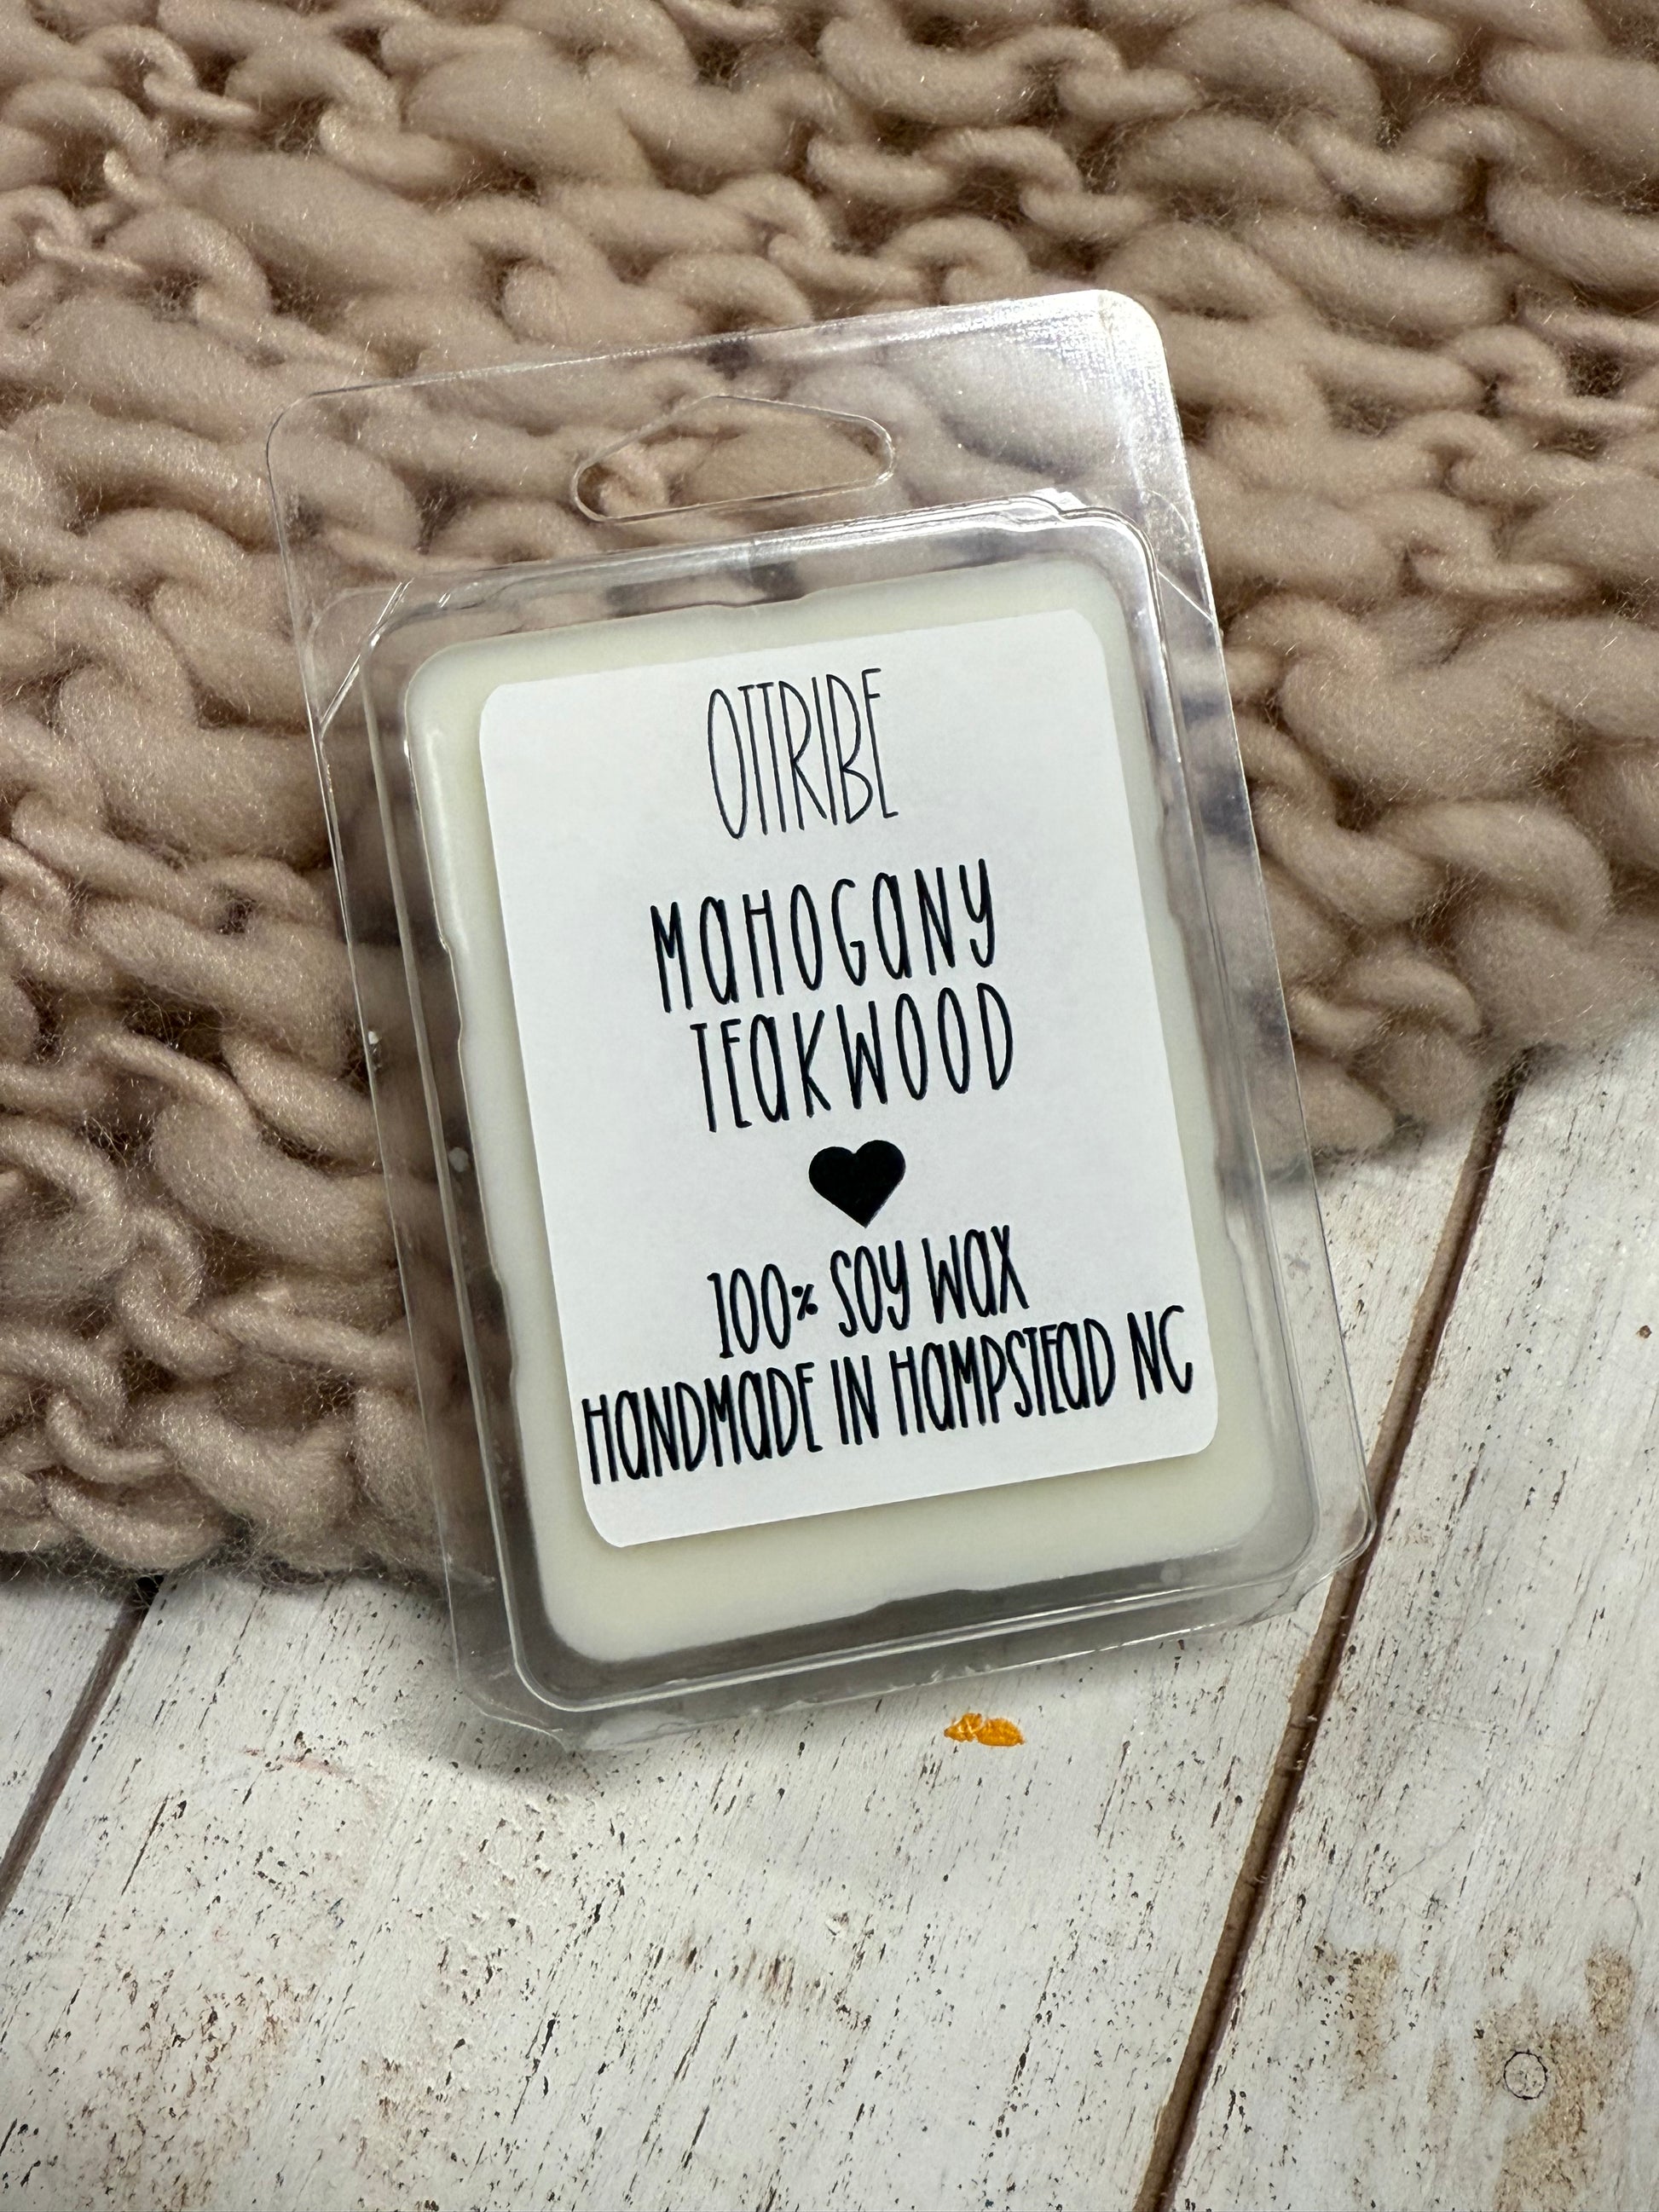 OTTRIBE
MaHOGaNY
TEaKWOOD
100% SOY WaX
HaNDMaDE IN HaMPSTEaD NC